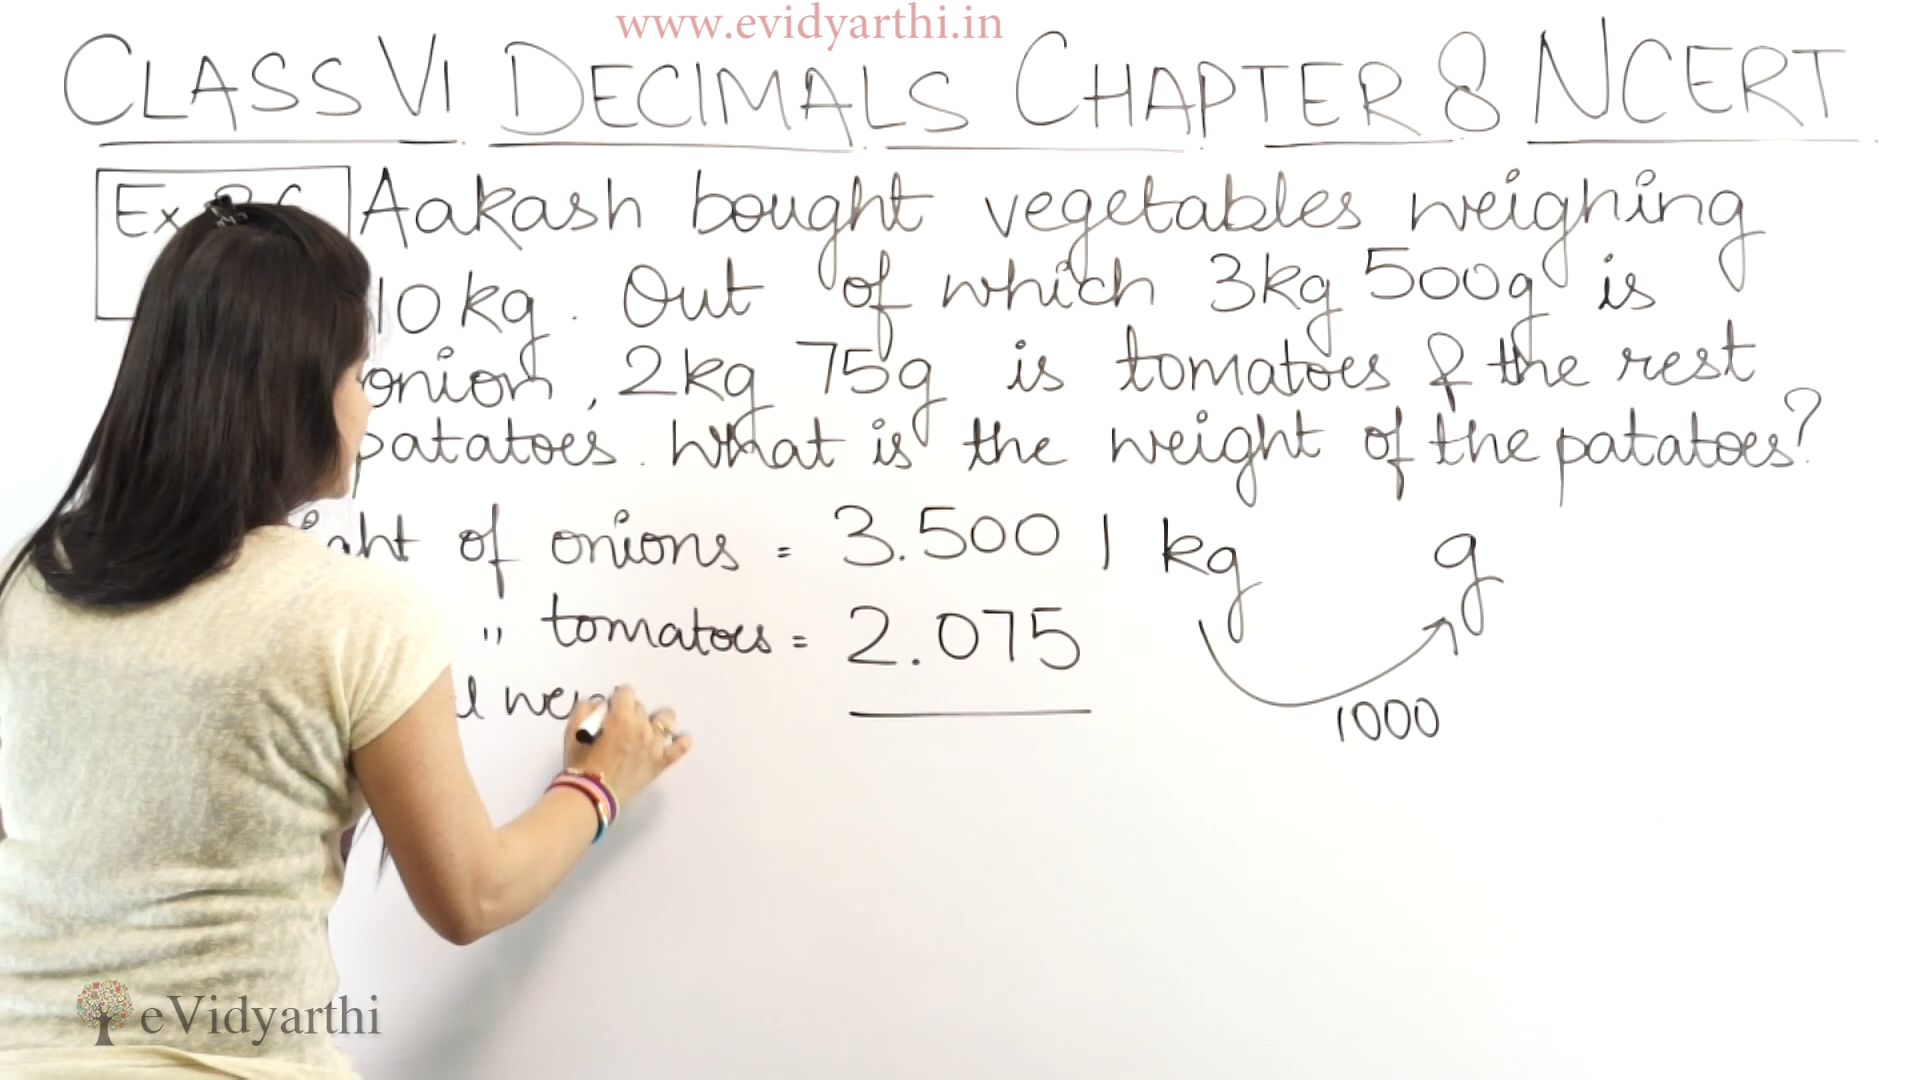 www.evidyarthi.in
CLASS VI DECIMALS CHAPTER 8 NCERT
Ex Aakash bought vegetables weighing
10 kg. Out of which 3kg 500g is
onion, 2kg 75g is tomatoes & the rest
patatoes. What is the weight of the patatoes?
of onions = 3.500 | kg g
" tomatoes = 2.075
1000
eVidyarthi